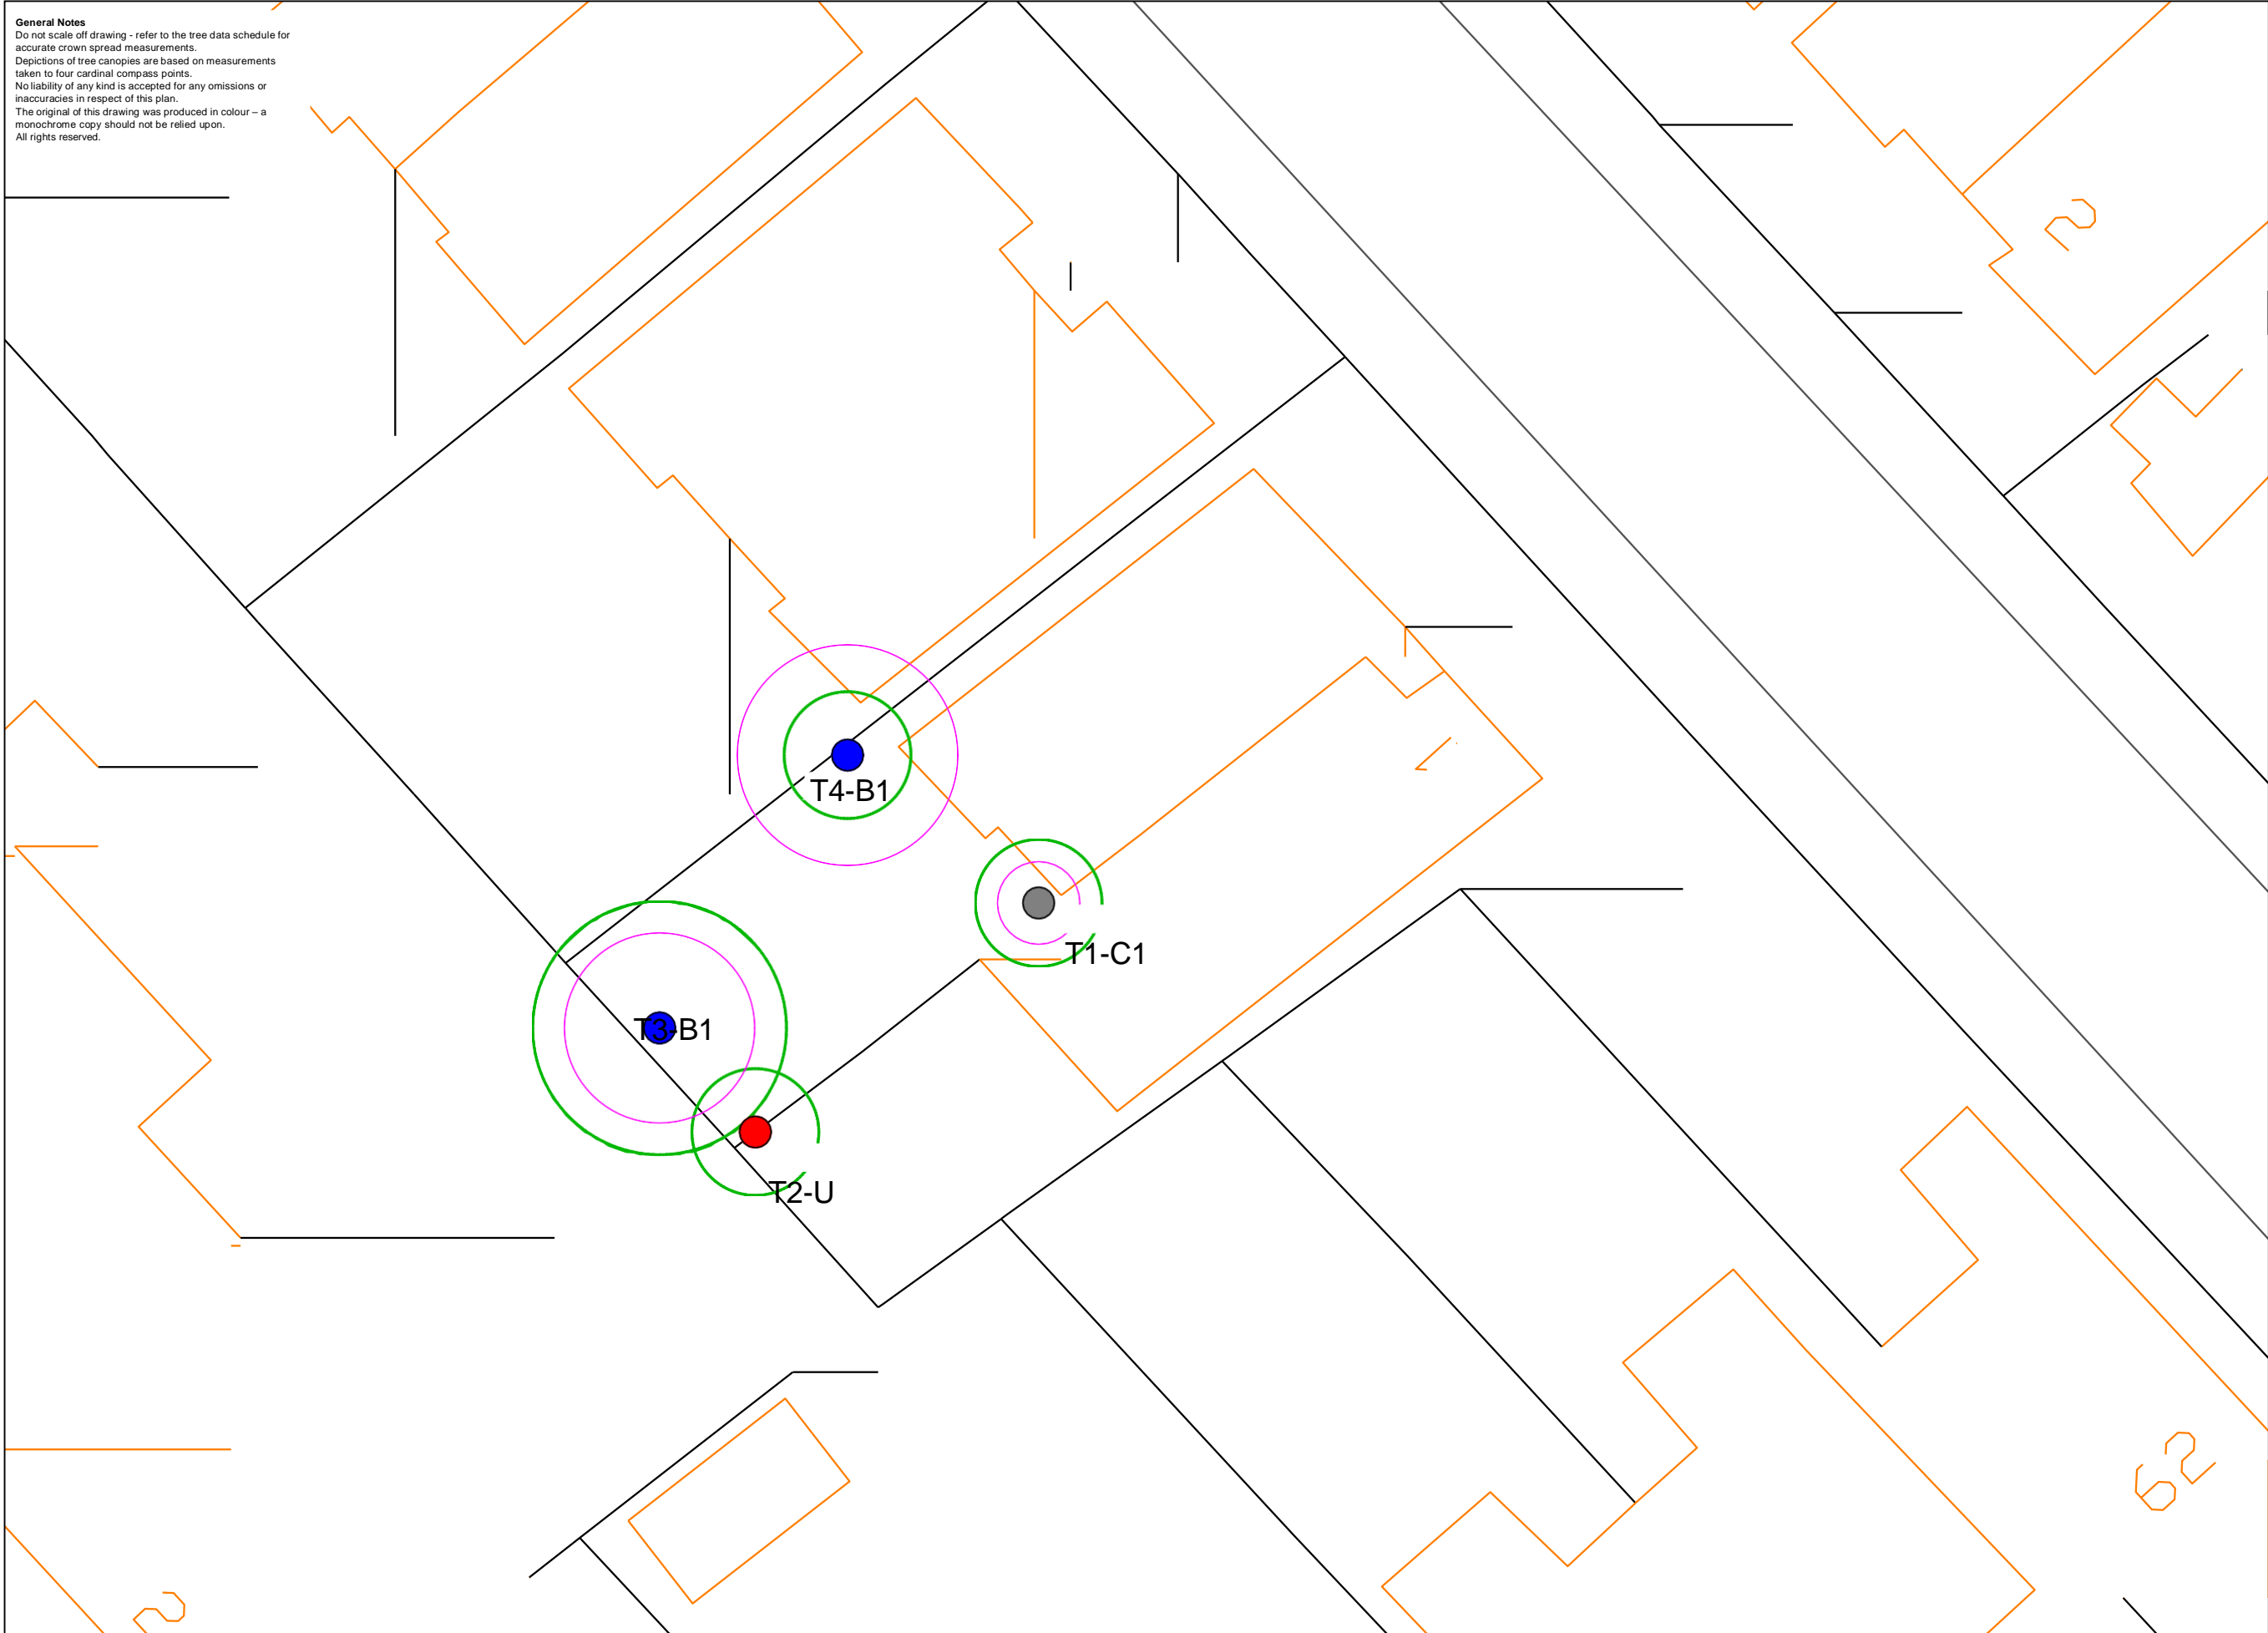 General Notes
Do not scale off drawing - refer to the tree data schedule for
accurate crown spread measurements.
Depictions of tree canopies are based on measurements
taken to four cardinal compass points.
No liability of any kind is accepted for any omissions or
inaccuracies in respect of this plan.
The original of this drawing was produced in colour – a
monochrome copy should not be relied upon.
All rights reserved.
2
T4-B1
T1-C1
T3-B1
T2-U
62
2